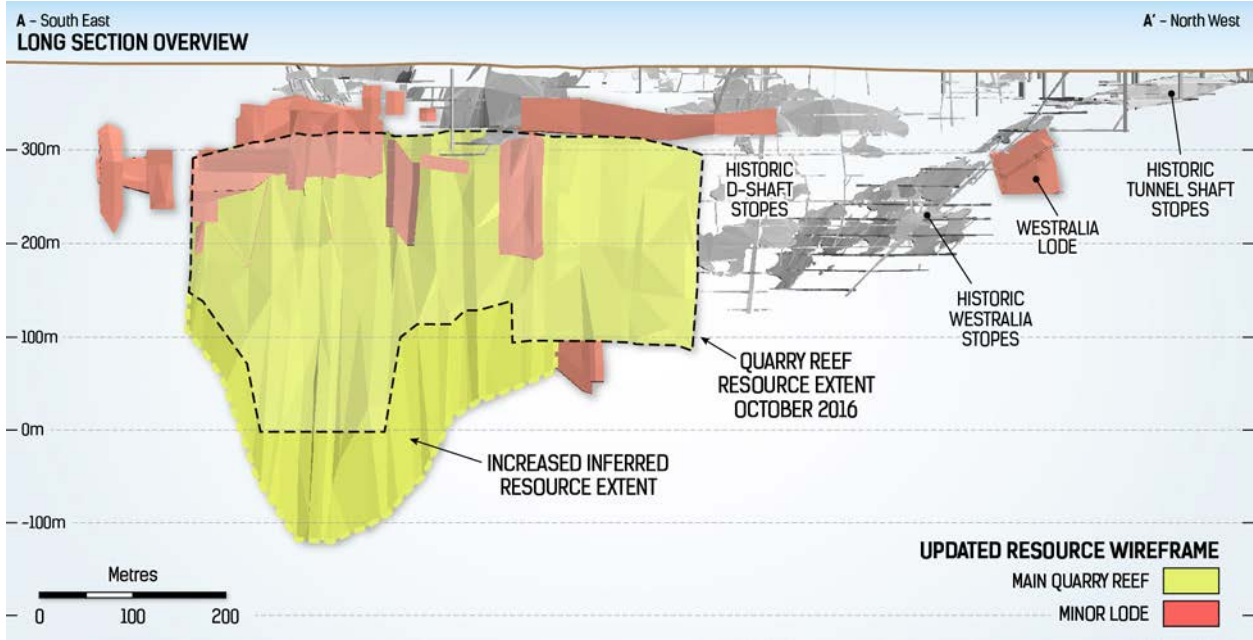 A – South East
LONG SECTION OVERVIEW
A' – North West
300m
200m
100m
0m
-100m
HISTORIC
D-SHAFT
STOPES
HISTORIC
TUNNEL SHAFT
STOPES
WESTRALIA
LODE
HISTORIC
WESTRALIA
STOPES
QUARRY REEF
RESOURCE EXTENT
OCTOBER 2016
INCREASED INFERRED
RESOURCE EXTENT
Metres
0 100 200
UPDATED RESOURCE WIREFRAME
MAIN QUARRY REEF
MINOR LODE